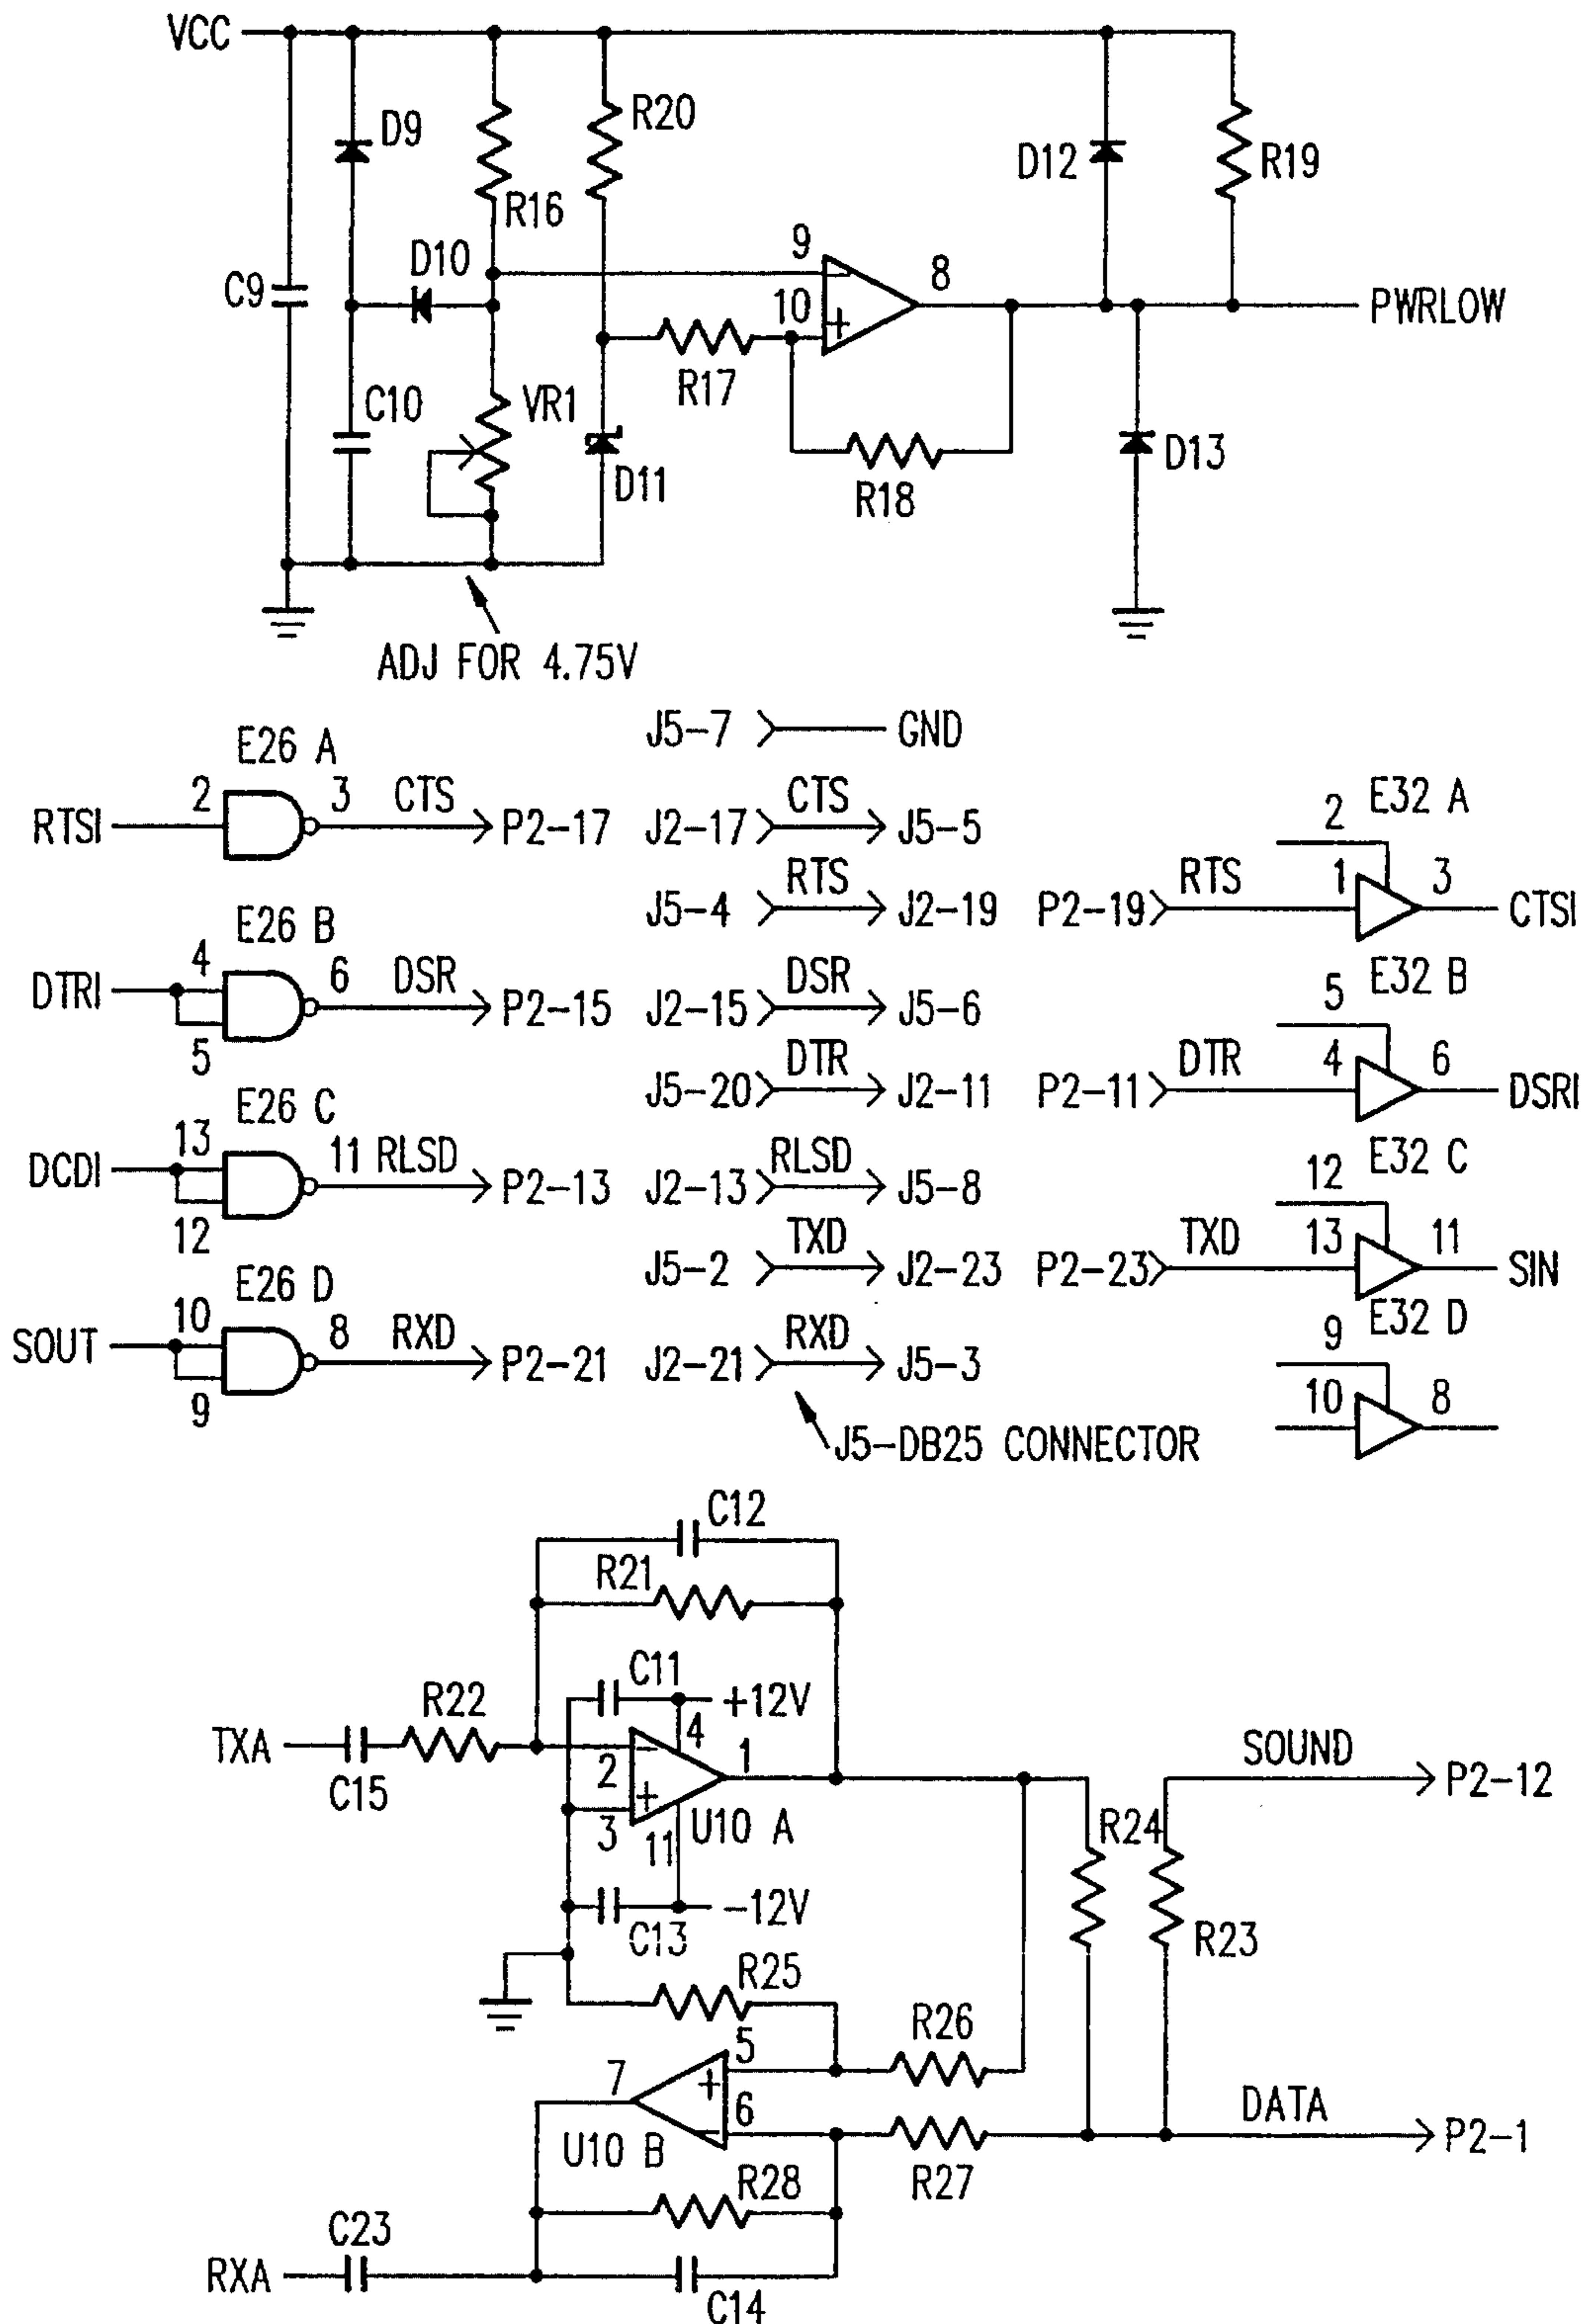 VCC
D9
R20
D12
R19
R16
D10
9
8
C9
10
PWRLOW
R17
C10
VR1
D11
R18
D13
ADJ FOR 4.75V
J5-7 GND
E26 A
2 3 CTS
RTSI P2-17 J2-17 CTS J5-5
E32 A
2
J5-4 RTS J2-19 P2-19 RTS 1 3 CTSI
E26 B
4 6 DSR
DTRI P2-15 J2-15 DSR J5-6
5
E32 B
5
J5-20 DTR J2-11 P2-11 DTR 4 6 DSRI
E26 C
13 11 RLSD
DCDI P2-13 J2-13 RLSD J5-8
12
E32 C
12
J5-2 TXD J2-23 P2-23 TXD 13 11 SIN
E26 D
10 8 RXD
SOUT P2-21 J2-21 RXD J5-3
9
E32 D
9
10 8
J5-DB25 CONNECTOR
C12
R21
C11
R22 +12V
4
TXA 2 - 1 SOUND P2-12
C15
3 + 11 U10 A R24
-12V
C13 R23
R25
R26
7 5
+
6 DATA P2-1
-
U10 B R27
R28
C23
RXA
C14